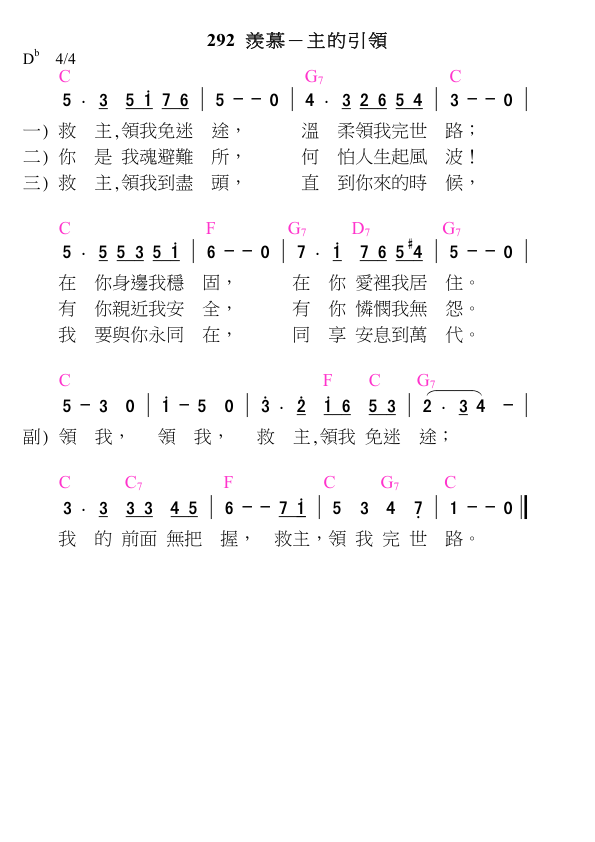 292 羨慕－主的引領
Dᵇ 4/4
C G7 C
5 · 3 5 i̇ 7 6 | 5 － － 0 | 4 · 3 2 6 5 4 | 3 － － 0 |
一) 救 主,領我免迷 途， 溫 柔領我完世 路；
二) 你 是 我魂避難 所， 何 怕人生起風 波！
三) 救 主,領我到盡 頭， 直 到你來的時 候，
C F G7 D7 G7
5 · 5 5 3 5 i̇ | 6 － － 0 | 7 · i̇ 7 6 5 #4 | 5 － － 0 |
在 你身邊我穩 固， 在 你 愛裡我居 住。
有 你親近我安 全， 有 你 憐憫我無 怨。
我 要與你永同 在， 同 享 安息到萬 代。
C F C G7
5 － 3 0 | i̇ － 5 0 | 3̇ · 2̇ i̇ 6 5 3 | 2 · 3 4 － |
副) 領 我， 領 我， 救 主,領我 免迷 途；
C C7 F C G7 C
3 · 3 3 3 4 5 | 6 － － 7 i̇ | 5 3 4 7̣ | 1 － － 0 ‖
我 的 前面 無把 握， 救主，領 我 完 世 路。